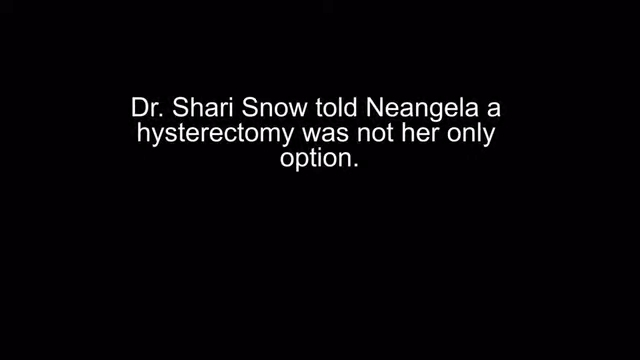 Dr. Shari Snow told Neangela a
hysterectomy was not her only
option.